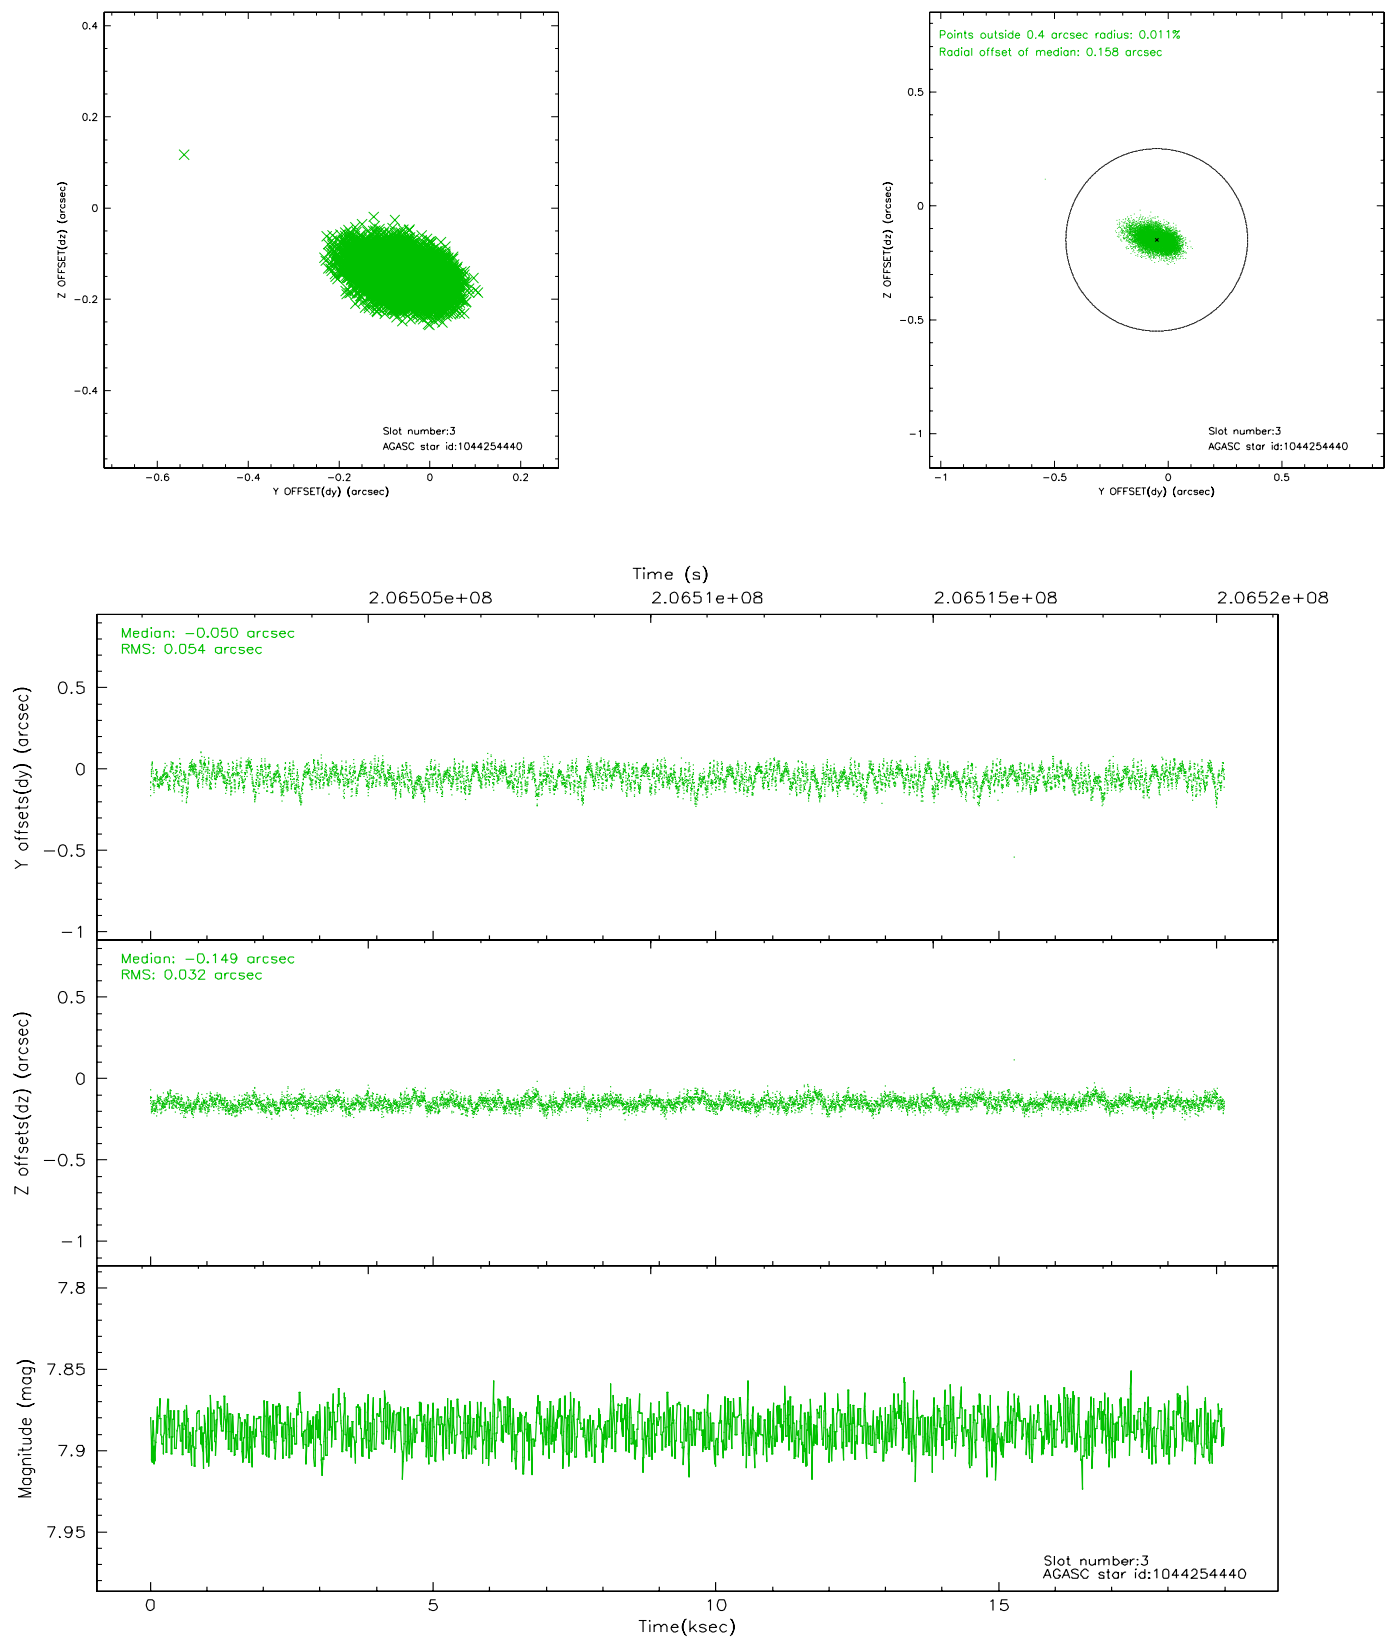 0.4
0.2
0
−0.2
−0.4
Z OFFSET(dz) (arcsec)
Slot number:3
AGASC star id:1044254440
−0.6
−0.4
−0.2
0
0.2
Y OFFSET(dy) (arcsec)
Points outside 0.4 arcsec radius: 0.011%
Radial offset of median: 0.158 arcsec
0.5
0
−0.5
−1
Z OFFSET(dz) (arcsec)
Slot number:3
AGASC star id:1044254440
−1
−0.5
0
0.5
Y OFFSET(dy) (arcsec)
Time (s)
2.06505e+08
2.0651e+08
2.06515e+08
2.0652e+08
Median: −0.050 arcsec
RMS: 0.054 arcsec
0.5
0
−0.5
−1
Y offsets(dy) (arcsec)
Median: −0.149 arcsec
RMS: 0.032 arcsec
0.5
0
−0.5
−1
Z offsets(dz) (arcsec)
7.8
7.85
7.9
7.95
Magnitude (mag)
Slot number:3
AGASC star id:1044254440
0
5
10
15
Time(ksec)